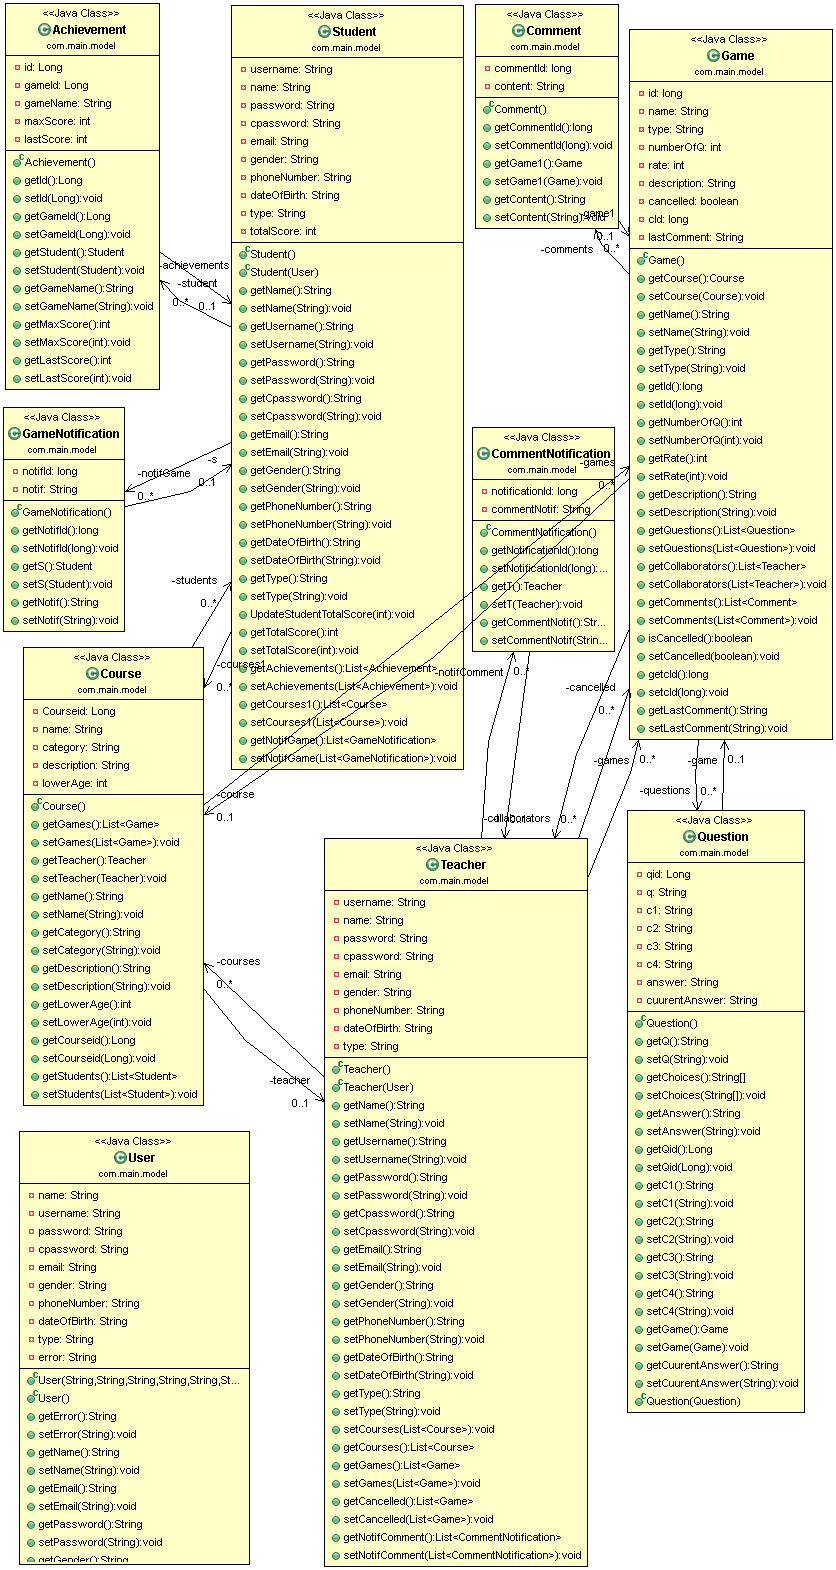 <<Java Class>>
Achievement
com.main.model
id: Long
gameId: Long
gameName: String
maxScore: int
lastScore: int
Achievement()
getId():Long
setId(Long):void
getGameId():Long
setGameId(Long):void
getStudent():Student
setStudent(Student):void
getGameName():String
setGameName(String):void
getMaxScore():int
setMaxScore(int):void
getLastScore():int
setLastScore(int):void
<<Java Class>>
Student
com.main.model
username: String
name: String
password: String
cpassword: String
email: String
gender: String
phoneNumber: String
dateOfBirth: String
type: String
totalScore: int
Student()
Student(User)
getName():String
setName(String):void
getUsername():String
setUsername(String):void
getPassword():String
setPassword(String):void
getCpassword():String
setCpassword(String):void
getEmail():String
setEmail(String):void
getGender():String
setGender(String):void
getPhoneNumber():String
setPhoneNumber(String):void
getDateOfBirth():String
setDateOfBirth(String):void
getType():String
setType(String):void
UpdateStudentTotalScore(int):void
getTotalScore():int
setTotalScore(int):void
getAchievements():List<Achievement>
setAchievements(List<Achievement>):void
getCourses1():List<Course>
setCourses1(List<Course>):void
getNotifGame():List<GameNotification>
setNotifGame(List<GameNotification>):void
<<Java Class>>
Comment
com.main.model
commentId: long
content: String
Comment()
getCommentId():long
setCommentId(long):void
getGame1():Game
setGame1(Game):void
getContent():String
setContent(String):void
<<Java Class>>
Game
com.main.model
id: long
name: String
type: String
numberOfQ: int
rate: int
description: String
cancelled: boolean
cId: long
lastComment: String
Game()
getCourse():Course
setCourse(Course):void
getName():String
setName(String):void
getType():String
setType(String):void
getId():long
setId(long):void
getNumberOfQ():int
setNumberOfQ(int):void
getRate():int
setRate(int):void
getDescription():String
setDescription(String):void
getQuestions():List<Question>
setQuestions(List<Question>):void
getCollaborators():List<Teacher>
setCollaborators(List<Teacher>):void
getComments():List<Comment>
setComments(List<Comment>):void
isCancelled():boolean
setCancelled(boolean):void
getcId():long
setcId(long):void
getLastComment():String
setLastComment(String):void
-game1
0..1
-comments
0..*
-achievements
-student
0..*
0..1
<<Java Class>>
GameNotification
com.main.model
notifId: long
notif: String
GameNotification()
getNotifId():long
setNotifId(long):void
getS():Student
setS(Student):void
getNotif():String
setNotif(String):void
-s
-notifGame
0..1
0..*
<<Java Class>>
CommentNotification
com.main.model
notificationId: long
commentNotif: String
CommentNotification()
getNotificationId():long
setNotificationId(long):...
getT():Teacher
setT(Teacher):void
getCommentNotif():Str...
setCommentNotif(Strin...
-games
0..*
-students
0..*
-courses1
0..*
-notifComment
0..*
-cancelled
0..*
-games
0..*
-game
0..1
-questions
0..*
-course
0..1
-collaborators
0..*
<<Java Class>>
Course
com.main.model
Courseid: Long
name: String
category: String
description: String
lowerAge: int
Course()
getGames():List<Game>
setGames(List<Game>):void
getTeacher():Teacher
setTeacher(Teacher):void
getName():String
setName(String):void
getCategory():String
setCategory(String):void
getDescription():String
setDescription(String):void
getLowerAge():int
setLowerAge(int):void
getCourseid():Long
setCourseid(Long):void
getStudents():List<Student>
setStudents(List<Student>):void
-courses
0..*
-teacher
0..1
<<Java Class>>
Teacher
com.main.model
username: String
name: String
password: String
cpassword: String
email: String
gender: String
phoneNumber: String
dateOfBirth: String
type: String
Teacher()
Teacher(User)
getName():String
setName(String):void
getUsername():String
setUsername(String):void
getPassword():String
setPassword(String):void
getCpassword():String
setCpassword(String):void
getEmail():String
setEmail(String):void
getGender():String
setGender(String):void
getPhoneNumber():String
setPhoneNumber(String):void
getDateOfBirth():String
setDateOfBirth(String):void
getType():String
setType(String):void
setCourses(List<Course>):void
getCourses():List<Course>
getGames():List<Game>
setGames(List<Game>):void
getCancelled():List<Game>
setCancelled(List<Game>):void
getNotifComment():List<CommentNotification>
setNotifComment(List<CommentNotification>):void
<<Java Class>>
Question
com.main.model
qid: Long
q: String
c1: String
c2: String
c3: String
c4: String
answer: String
cuurentAnswer: String
Question()
getQ():String
setQ(String):void
getChoices():String[]
setChoices(String[]):void
getAnswer():String
setAnswer(String):void
getQid():Long
setQid(Long):void
getC1():String
setC1(String):void
getC2():String
setC2(String):void
getC3():String
setC3(String):void
getC4():String
setC4(String):void
getGame():Game
setGame(Game):void
getCuurentAnswer():String
setCuurentAnswer(String):void
Question(Question)
<<Java Class>>
User
com.main.model
name: String
username: String
password: String
cpassword: String
email: String
gender: String
phoneNumber: String
dateOfBirth: String
type: String
error: String
User(String,String,String,String,String,St...
User()
getError():String
setError(String):void
getName():String
setName(String):void
getEmail():String
setEmail(String):void
getPassword():String
setPassword(String):void
getGender():String